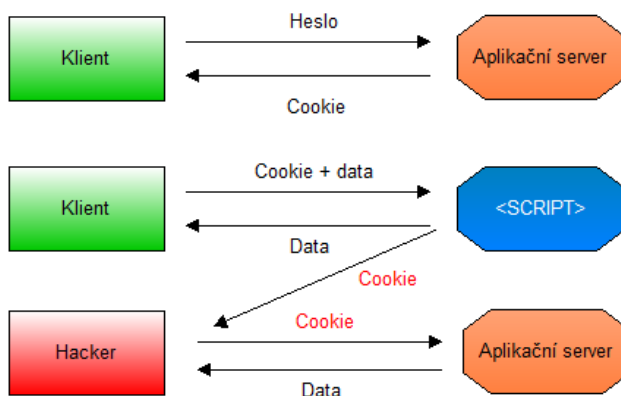 Heslo
Klient
Aplikační server
Cookie
Cookie + data
Klient
<SCRIPT>
Data
Cookie
Cookie
Hacker
Aplikační server
Data